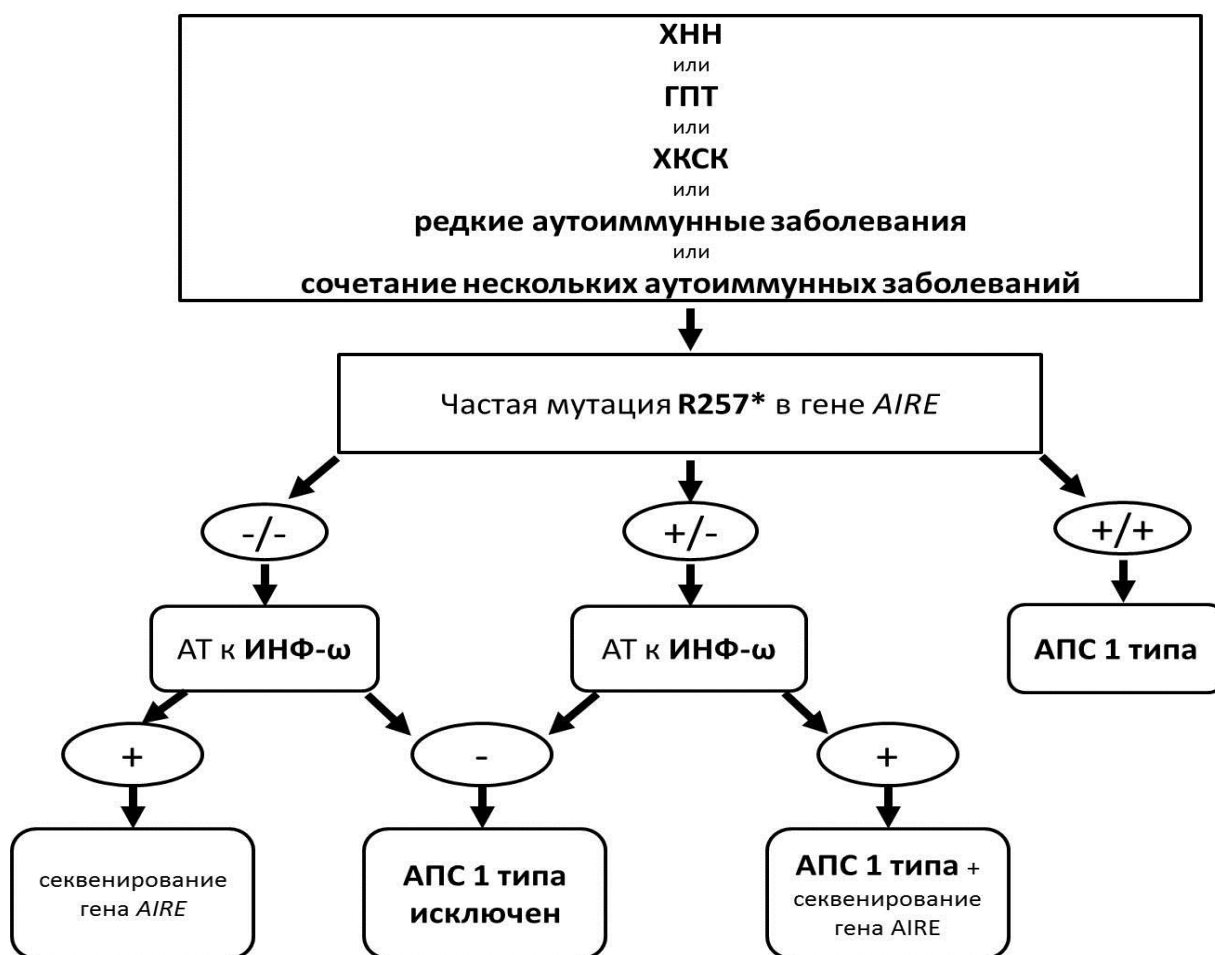 ХНН
или
ГПТ
или
ХКСК
или
редкие аутоиммунные заболевания
или
сочетание нескольких аутоиммунных заболеваний
Частая мутация R257* в гене AIRE
-/-
+/-
+/+
АТ к ИНФ-ω
АТ к ИНФ-ω
АПС 1 типа
+
-
+
секвенирование
гена AIRE
АПС 1 типа
исключен
АПС 1 типа +
секвенирование
гена AIRE